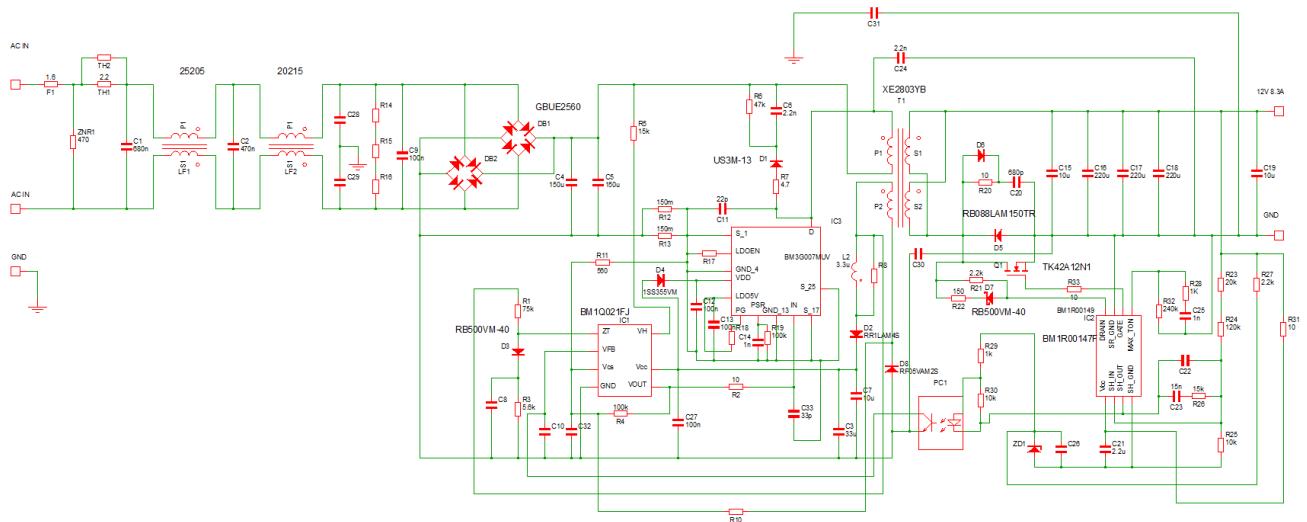 AC IN
1.6
F1
TH2
2.2
TH1
ZNR1
470
C1
680n
25205
P1
S1
LF1
C2
470n
20215
P1
S1
LF2
AC IN
GND
C28
C29
R14
R15
R16
C9
100n
GBUE2560
DB1
DB2
C4
150u
C5
150u
R5
15k
R6
47k
C6
2.2n
D1
US3M-13
R7
4.7
C31
2.2n
C24
XE2803YB
T1
P1
S1
P2
S2
150m
R12
150m
R13
22p
C11
R17
R11
560
D4
1SS355VM
IC3
BM3G007MUV
S_1
D
LDOEN
GND_4
VDD
LDO5V
PG
PSR
GND_13
IN
S_17
S_25
C12
100n
C13
100n
R18
C14
1n
R19
100k
L2
3.3u
R8
D2
RR1LAM4S
D8
RF05VAM2S
C7
10u
C3
33u
C33
33p
R1
75k
RB500VM-40
D3
C8
R3
5.6k
BM1Q021FJ
IC1
ZT
VH
VFB
Vcs
Vcc
GND
VOUT
10
R2
100k
R4
C10
C32
C27
100n
R10
C30
PC1
R29
1k
R30
10k
D6
10
R20
680p
C20
RB088LAM150TR
D5
Q1
TK42A12N1
2.2k
R21
150
R22
D7
RB500VM-40
R33
10
BM1R00149
IC2
BM1R00147F
DRAIN
SR_GND
GATE
MAX_TON
Vcc
SH_IN
SH_OUT
SH_GND
R32
240k
R28
1K
C25
1n
C22
15n
C23
15k
R26
ZD1
C26
C21
2.2u
C15
10u
C16
220u
C17
220u
C18
220u
C19
10u
12V 8.3A
GND
R23
20k
R24
120k
R25
10k
R27
2.2k
R31
10